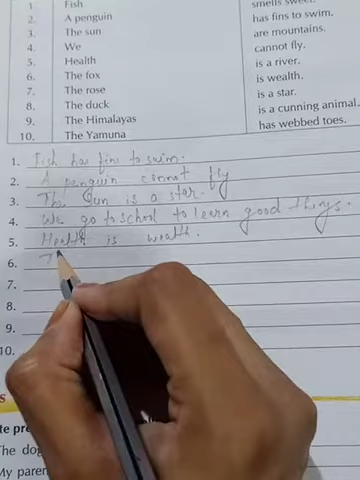 1. Fish smells sweet.
2. A penguin has fins to swim.
3. The sun are mountains.
4. We cannot fly.
5. Health is a river.
6. The fox is wealth.
7. The rose is a star.
8. The duck is a cunning animal.
9. The Himalayas has webbed toes.
10. The Yamuna
1. Fish has fins to swim.
2. A penguin cannot fly
3. The Sun is a star.
4. We go to school to learn good things.
5. Health is wealth.
6. T
7.
8.
9.
10.
The dog
My paren